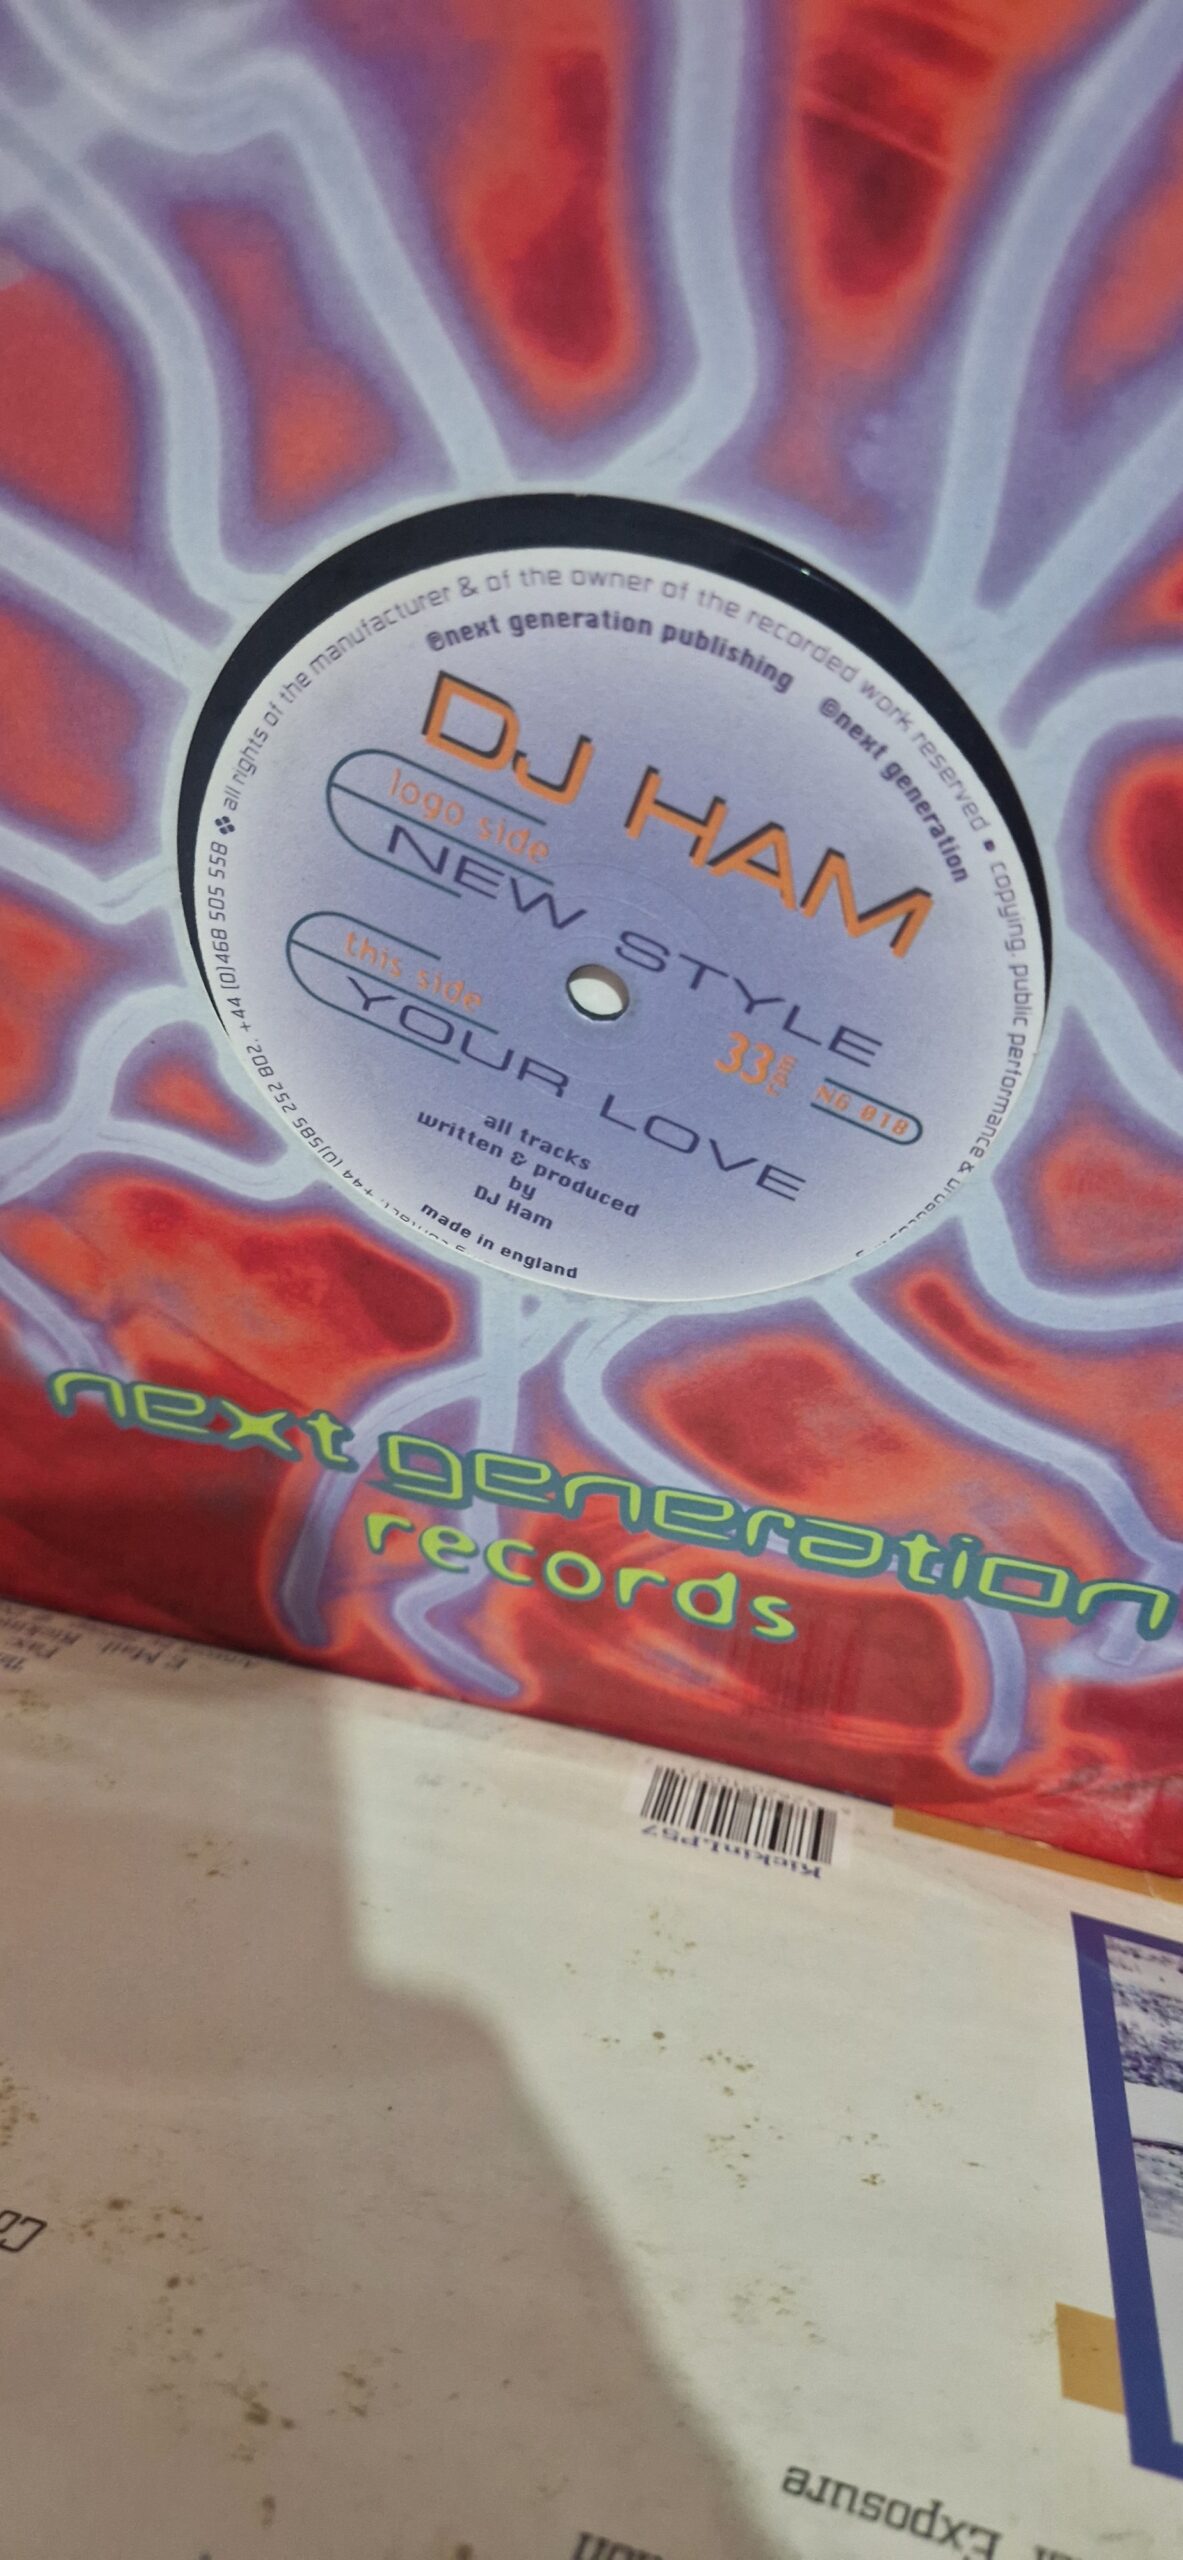 all rights of the manufacturer & of the owner of the recorded work reserved • copying, public performance &
℗next generation publishing ©next generation
DJ HAM
logo side
NEW STYLE
this side
YOUR LOVE
33 rpm
NG 018
all tracks
written & produced
by
DJ Ham
made in england
+44 (0)585 252 802. +44 (0)468 505 558
next generation
records
KickinLP57
Exposure